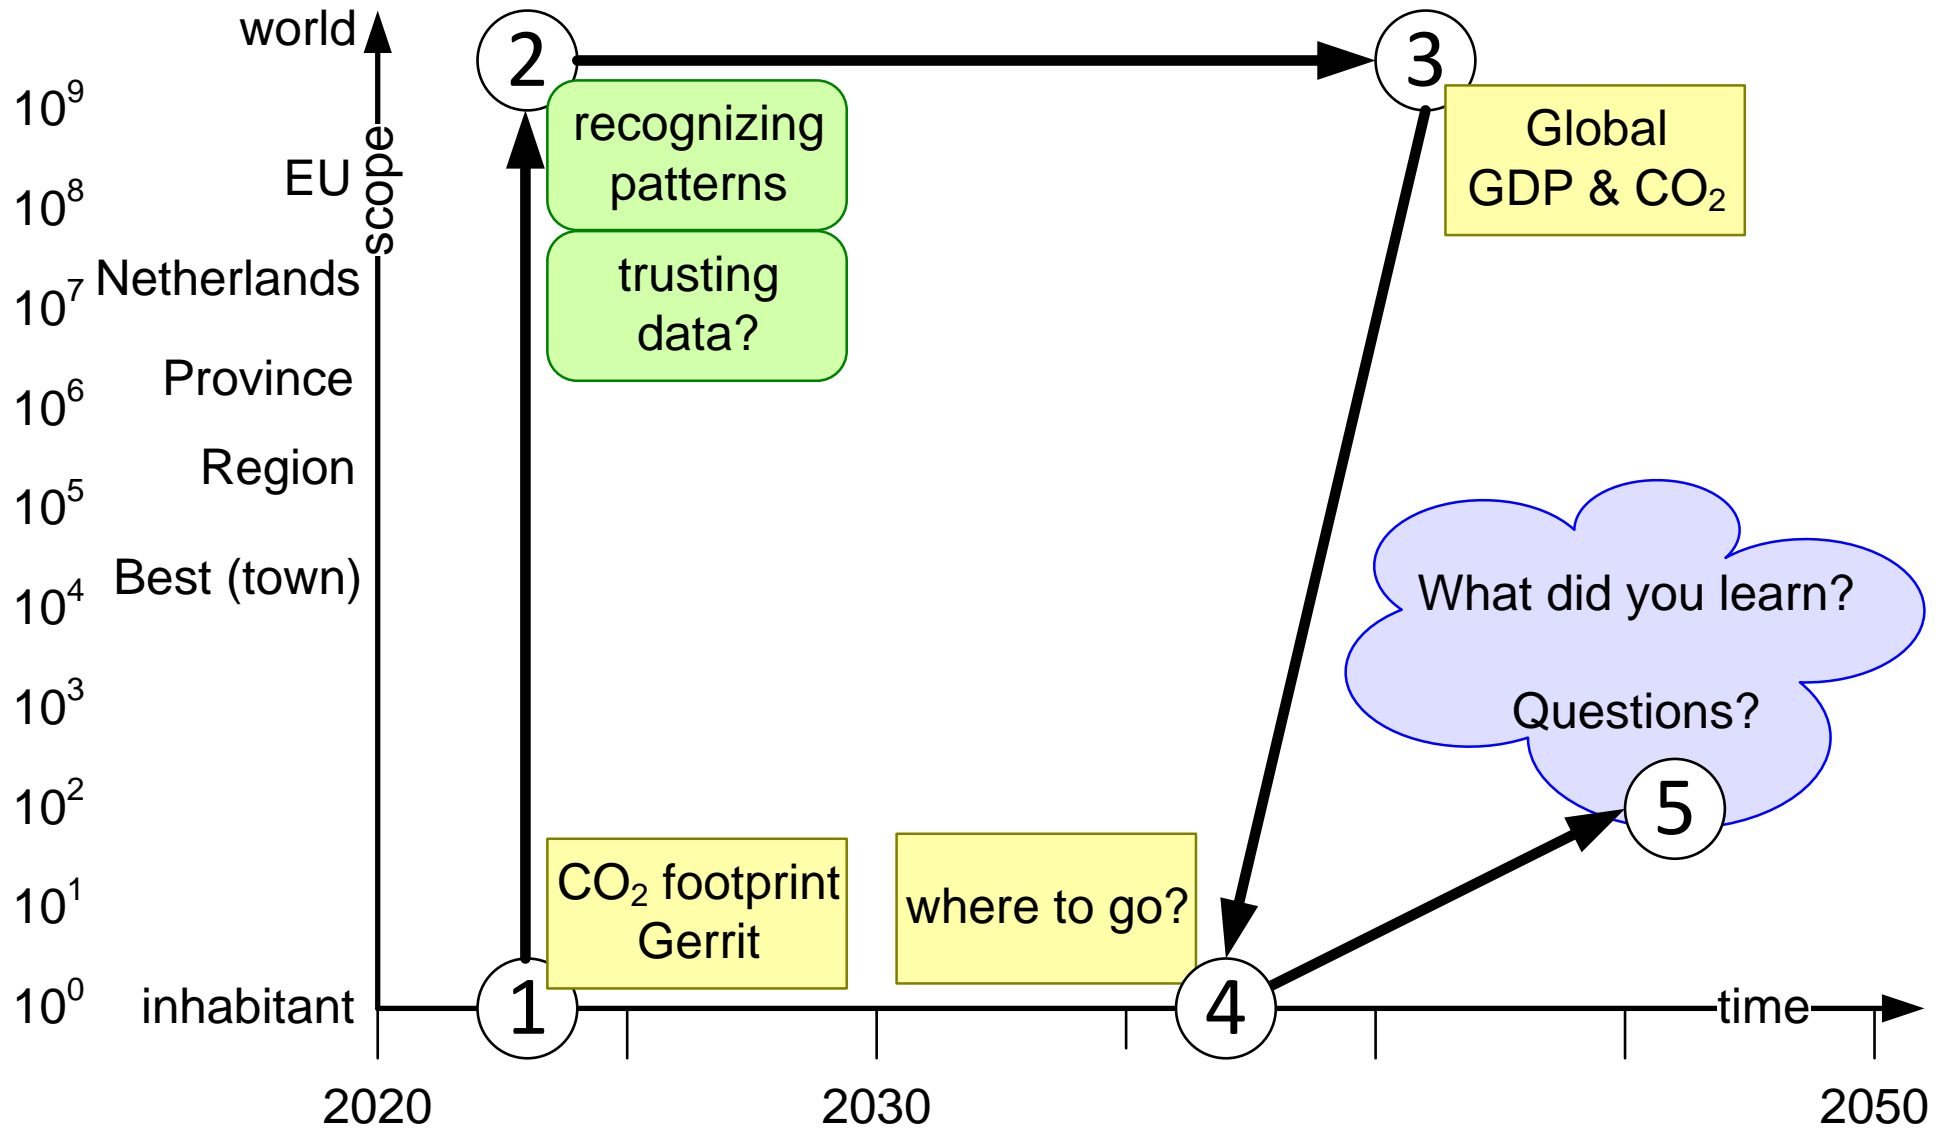 world
2
3
10⁹
scope
recognizing
patterns
Global
GDP & CO₂
EU
10⁸
trusting
data?
Netherlands
10⁷
Province
10⁶
Region
10⁵
Best (town)
10⁴
What did you learn?
Questions?
10³
10²
5
CO₂ footprint
Gerrit
where to go?
10¹
10⁰
inhabitant
1
4
time
2020
2030
2050